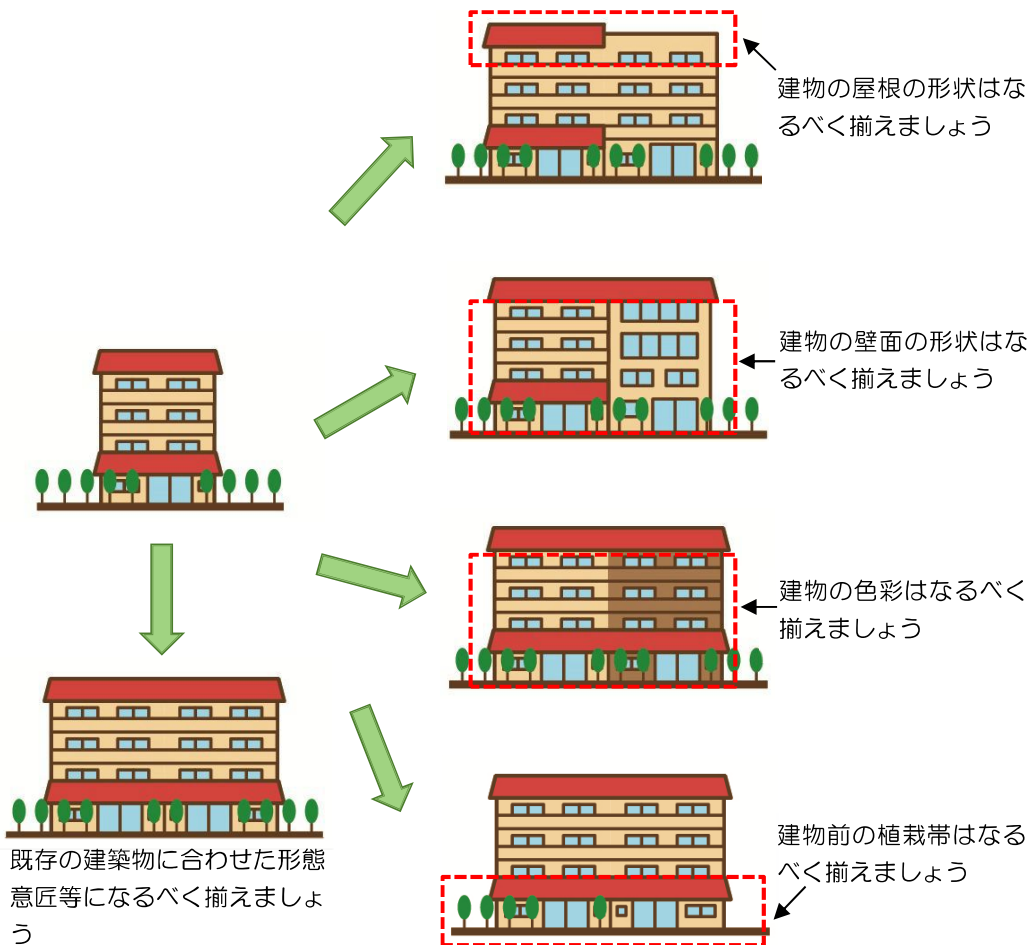 建物の屋根の形状はな
るべく揃えましょう
建物の壁面の形状はな
るべく揃えましょう
建物の色彩はなるべく
揃えましょう
建物前の植栽帯はなる
べく揃えましょう
既存の建築物に合わせた形態
意匠等になるべく揃えましょ
う